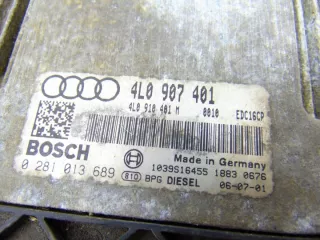 4L0 907 401
4L0 910 401 M 0010 EDC16CP
BOSCH
Made in Germany
1039S16455 1883 0676
0 281 013 689 810 BPG DIESEL 06-07-01